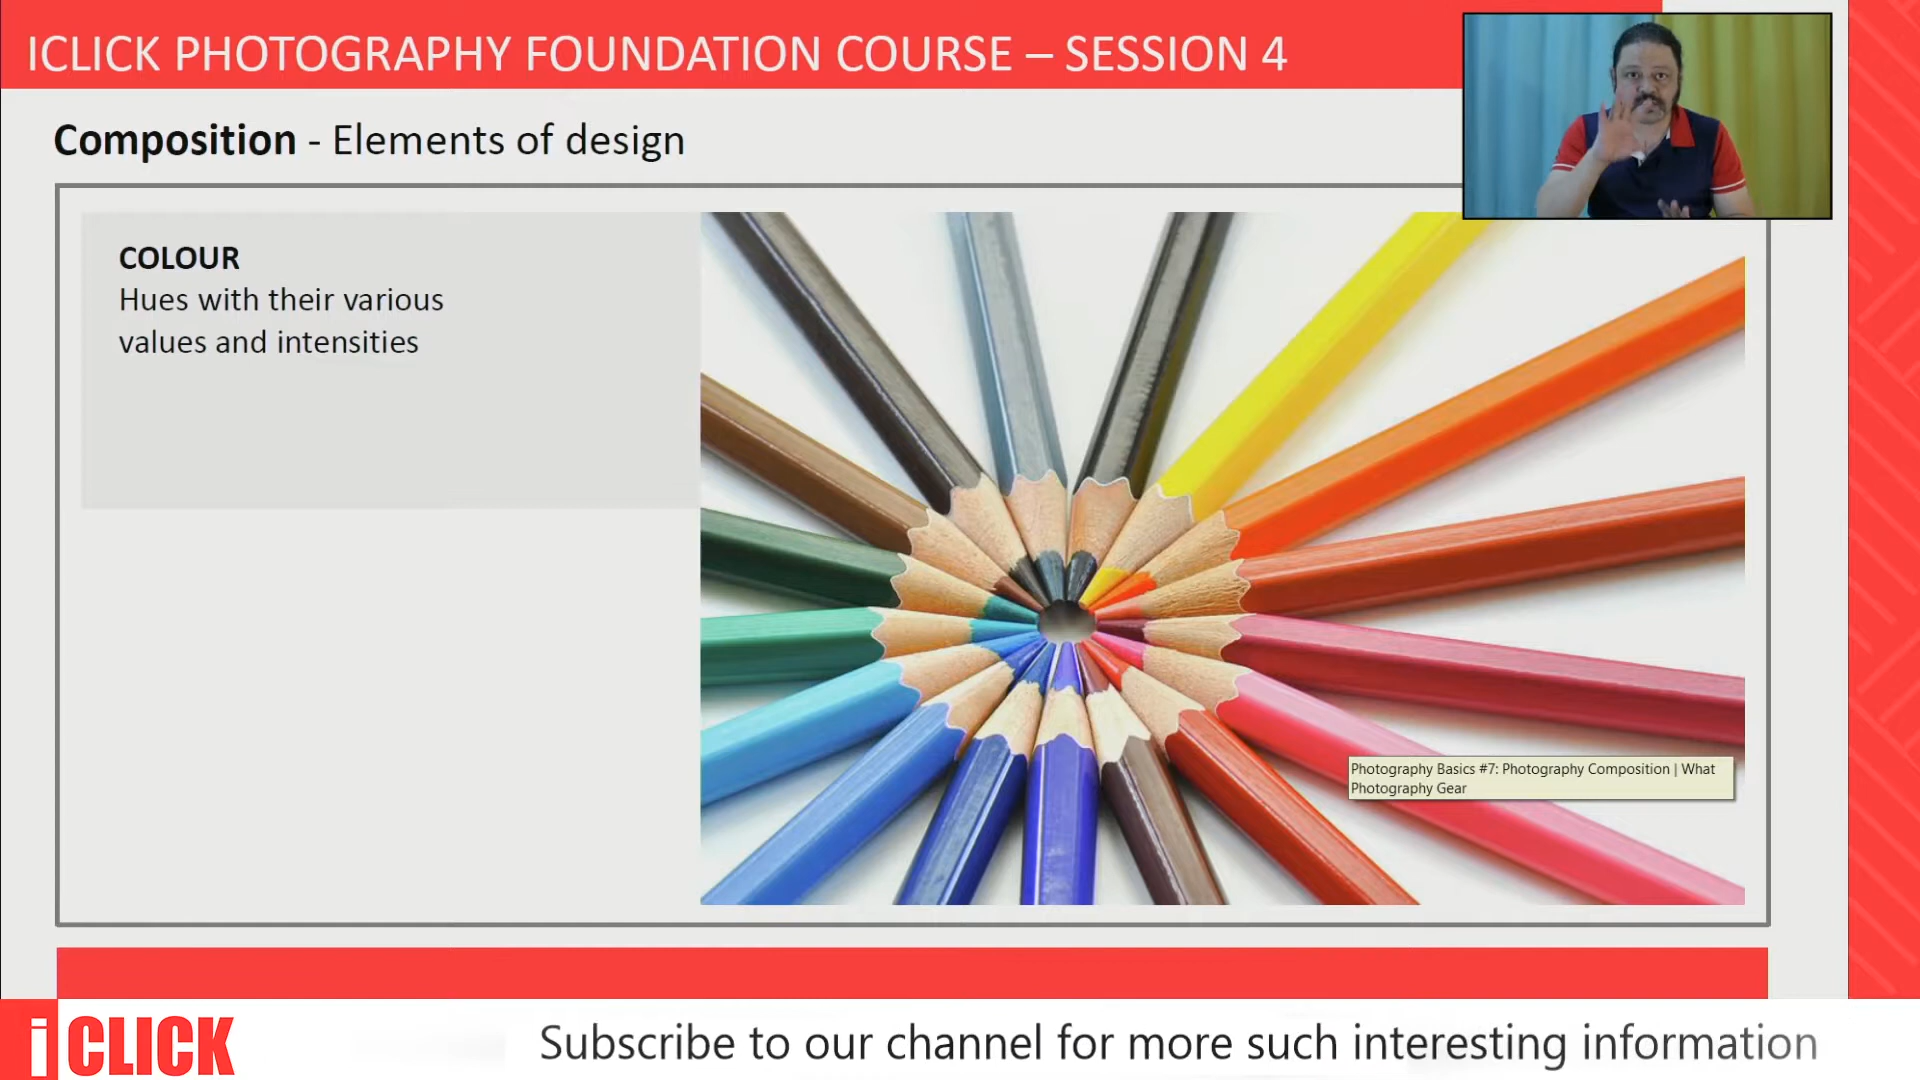 ICLICK PHOTOGRAPHY FOUNDATION COURSE – SESSION 4
Composition - Elements of design
COLOUR
Hues with their various
values and intensities
Photography Basics #7: Photography Composition | What
Photography Gear
iCLICK
Subscribe to our channel for more such interesting information